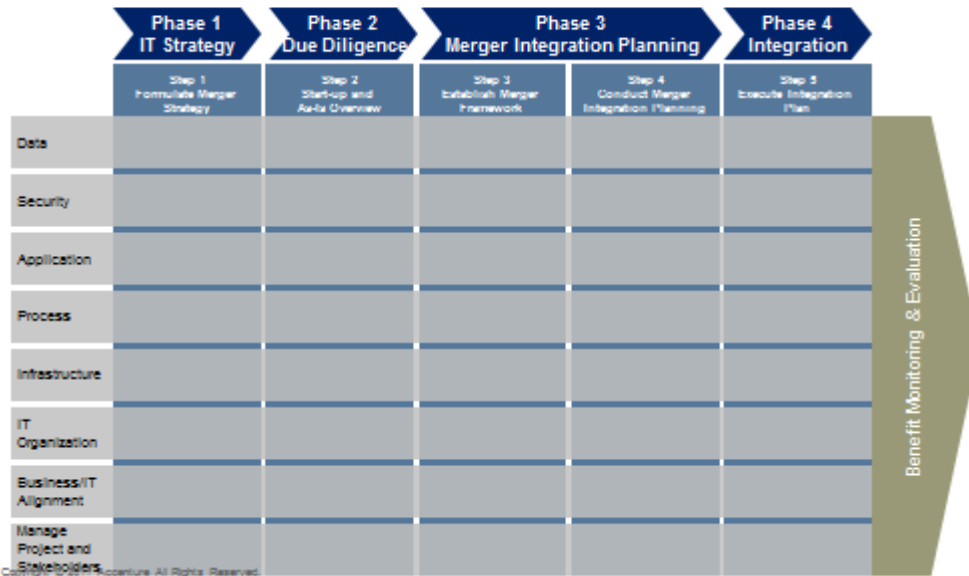 Phase 1
IT Strategy
Phase 2
Due Diligence
Phase 3
Merger Integration Planning
Phase 4
Integration
Step 1
Formulate Merger
Strategy
Step 2
Start-up and
As-Is Overview
Step 3
Establish Merger
Framework
Step 4
Conduct Merger
Integration Planning
Step 5
Execute Integration
Plan
Data
Security
Application
Process
Infrastructure
IT
Organization
Business/IT
Alignment
Manage
Project and
Stakeholders
Benefit Monitoring & Evaluation
Copyright © Accenture All Rights Reserved.